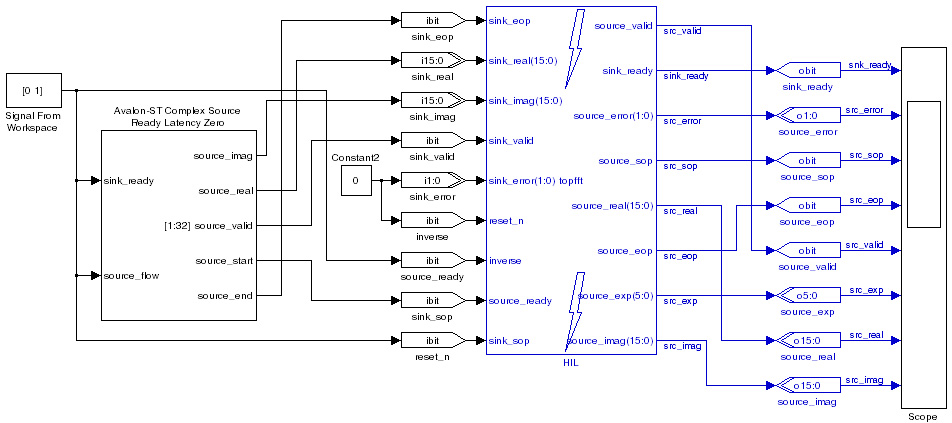 [0 1]
Signal From
Workspace
Avalon-ST Complex Source
Ready Latency Zero
sink_ready
source_flow
source_imag
source_real
[1:32] source_valid
source_start
source_end
Constant2
0
ibit
sink_eop
i15:0
sink_real
i15:0
sink_imag
ibit
sink_valid
i1:0
sink_error
ibit
inverse
ibit
source_ready
ibit
sink_sop
ibit
reset_n
sink_eop
sink_real(15:0)
sink_imag(15:0)
sink_valid
sink_error(1:0) topfft
reset_n
inverse
source_ready
sink_sop
source_valid
sink_ready
source_error(1:0)
source_sop
source_real(15:0)
source_eop
source_exp(5:0)
source_imag(15:0)
HIL
src_valid
sink_ready
src_error
src_sop
src_real
src_eop
src_exp
src_imag
obit
sink_ready
o1:0
source_error
obit
source_sop
obit
source_eop
obit
source_valid
o5:0
source_exp
o15:0
source_real
o15:0
source_imag
sink_ready
src_error
src_sop
src_eop
src_valid
src_exp
src_real
src_imag
Scope